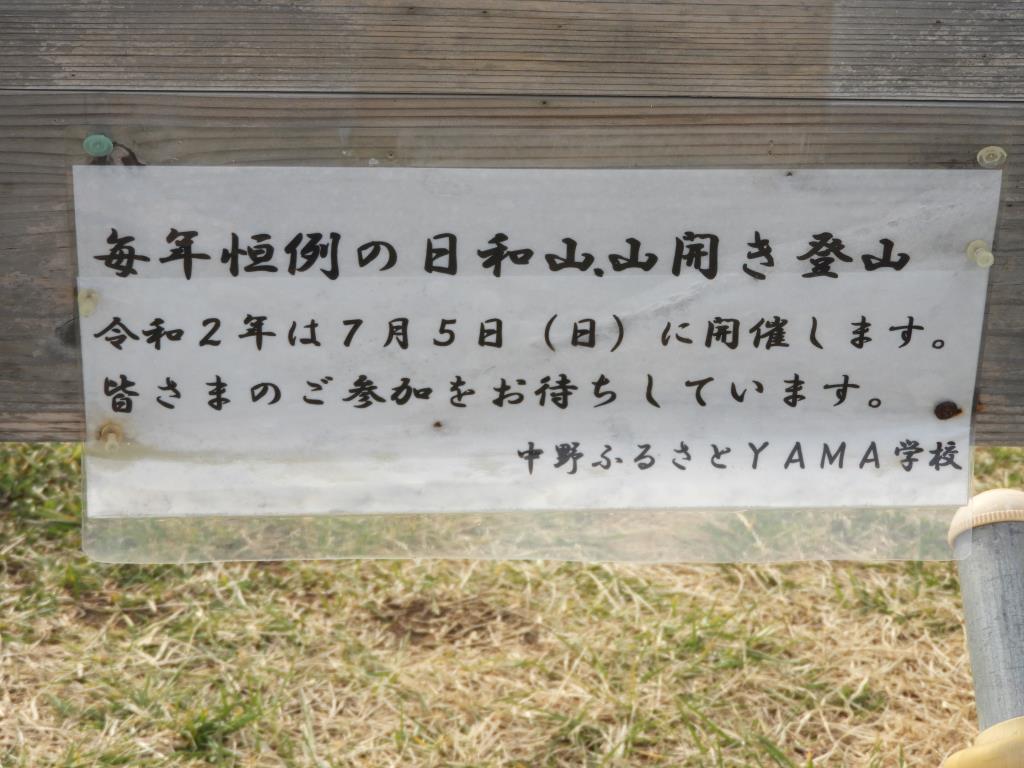 毎年恒例の日和山、山開き登山
令和２年は７月５日（日）に開催します。
皆さまのご参加をお待ちしています。
中野ふるさとＹＡＭＡ学校